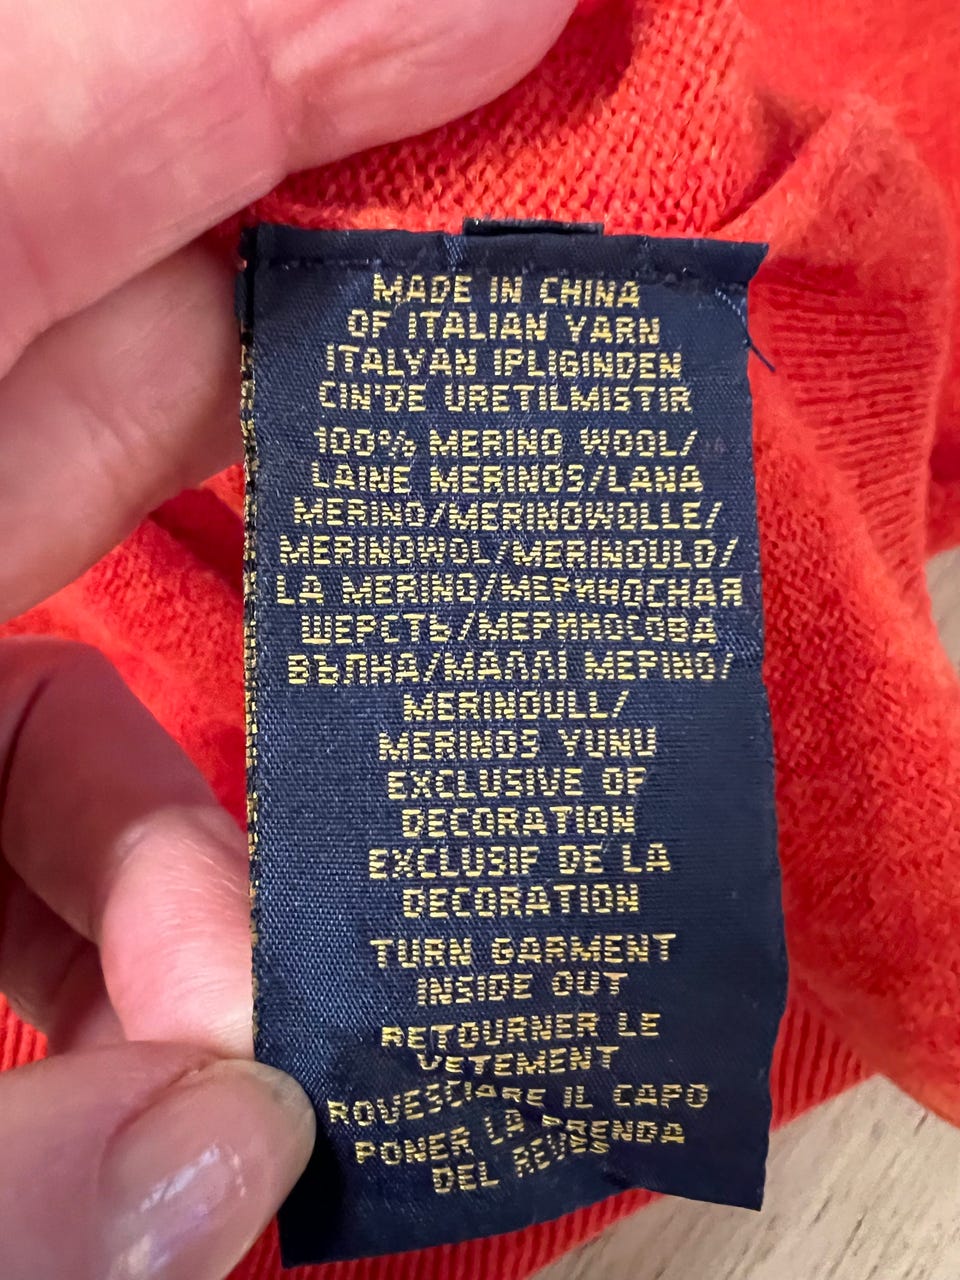 MADE IN CHINA
OF ITALIAN YARN
ITALYAN IPLIGINDEN
CIN'DE URETILMISTIR
100% MERINO WOOL/
LAINE MERINOS/LANA
MERINO/MERINOWOLLE/
MERINOWOL/MERINOULD/
LA MERINO/МЕРИНОСНАЯ
ШЕРСТЬ/МЕРИНОСОВА
ВЪЛНА/ΜΑΛΛΙ ΜΕΡΙΝΟ/
MERINOULL/
MERINOS YUNU
EXCLUSIVE OF
DECORATION
EXCLUSIF DE LA
DECORATION
TURN GARMENT
INSIDE OUT
RETOURNER LE
VETEMENT
ROVESCIARE IL CAPO
PONER LA PRENDA
DEL REVES